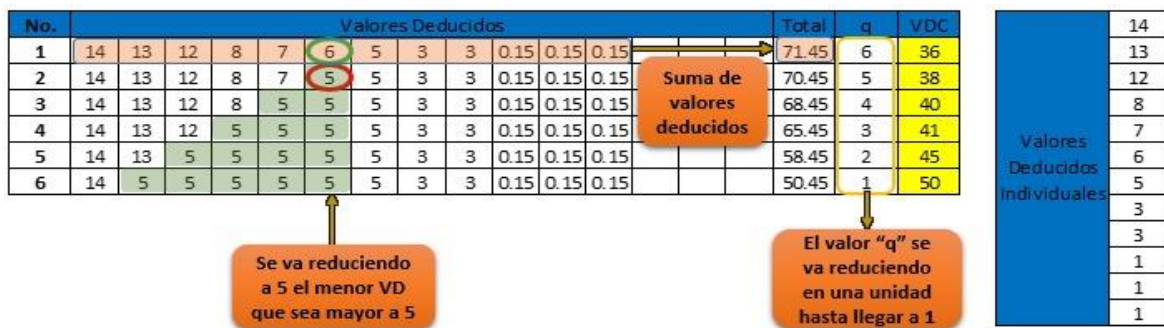 No. Valores Deducidos Total q VDC
1 14 13 12 8 7 6 5 3 3 0.15 0.15 0.15 71.45 6 36
2 14 13 12 8 7 5 5 3 3 0.15 0.15 0.15 70.45 5 38
3 14 13 12 8 5 5 5 3 3 0.15 0.15 0.15 68.45 4 40
4 14 13 12 5 5 5 5 3 3 0.15 0.15 0.15 65.45 3 41
5 14 13 5 5 5 5 5 3 3 0.15 0.15 0.15 58.45 2 45
6 14 5 5 5 5 5 5 3 3 0.15 0.15 0.15 50.45 1 50
Suma de
valores
deducidos
Se va reduciendo
a 5 el menor VD
que sea mayor a 5
El valor “q” se
va reduciendo
en una unidad
hasta llegar a 1
Valores
Deducidos
Individuales
14
13
12
8
7
6
5
3
3
1
1
1